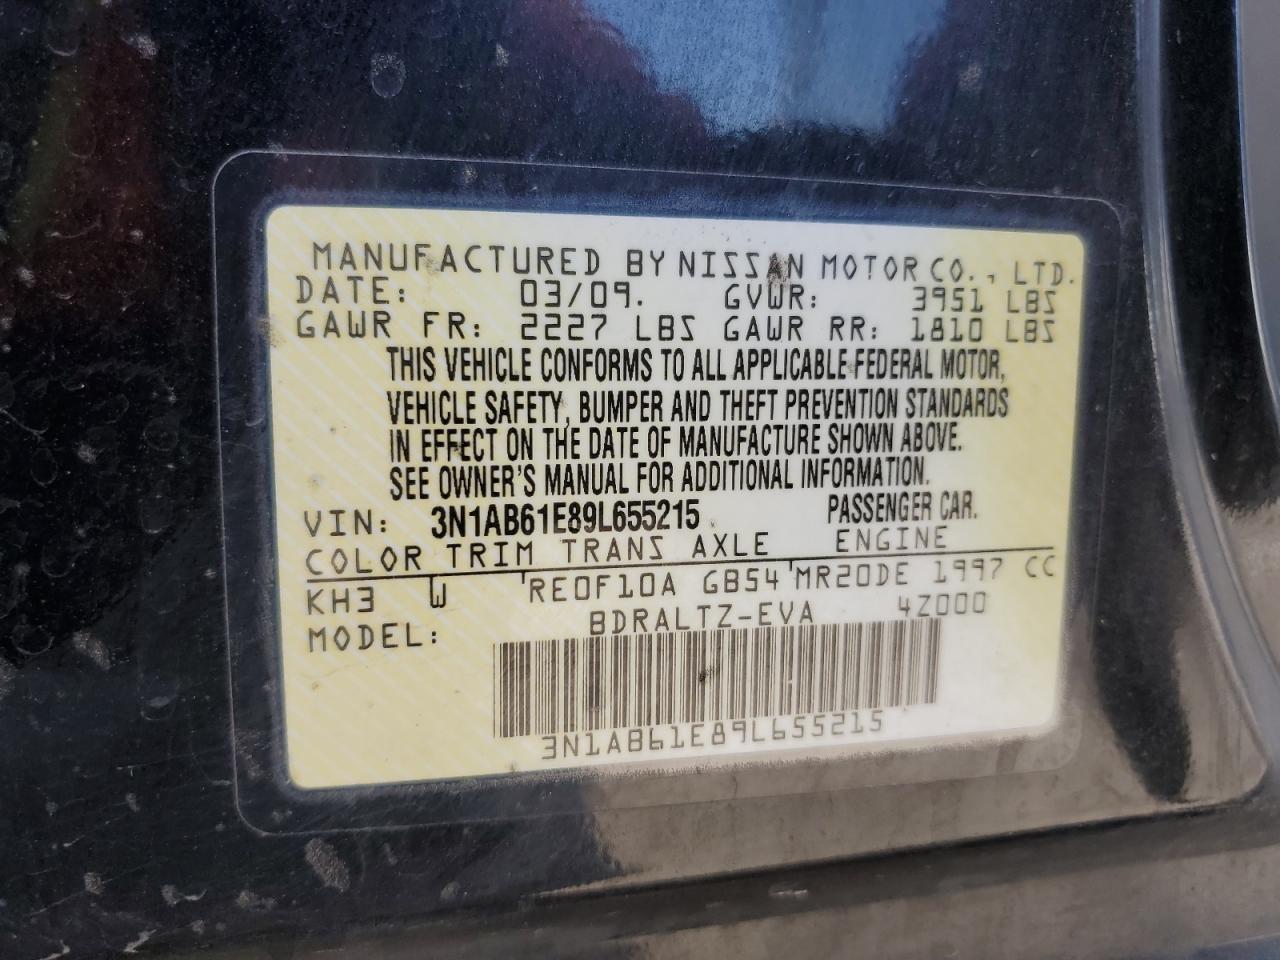 MANUFACTURED BY NISSAN MOTOR CO., LTD.
DATE: 03/09. GVWR: 3951 LBS
GAWR FR: 2227 LBS GAWR RR: 1810 LBS
THIS VEHICLE CONFORMS TO ALL APPLICABLE FEDERAL MOTOR,
VEHICLE SAFETY, BUMPER AND THEFT PREVENTION STANDARDS
IN EFFECT ON THE DATE OF MANUFACTURE SHOWN ABOVE.
SEE OWNER'S MANUAL FOR ADDITIONAL INFORMATION.
VIN: 3N1AB61E89L655215 PASSENGER CAR.
COLOR TRIM TRANS AXLE ENGINE
KH3 W RE0F10A GB54 MR20DE 1997 CC
MODEL: BDRALTZ-EVA 4Z000
3N1AB61E89L655215